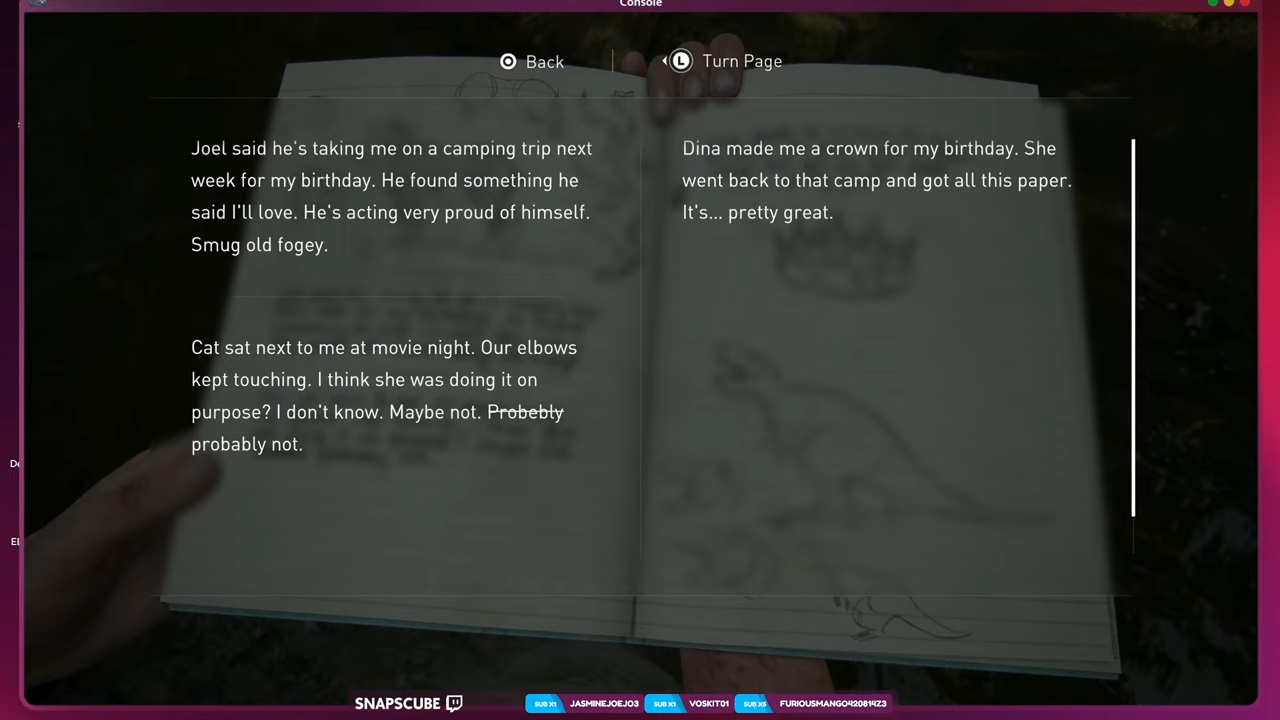 Console
Back
L Turn Page
Joel said he's taking me on a camping trip next
week for my birthday. He found something he
said I'll love. He's acting very proud of himself.
Smug old fogey.
Cat sat next to me at movie night. Our elbows
kept touching. I think she was doing it on
purpose? I don't know. Maybe not. Probebly
probably not.
Dina made me a crown for my birthday. She
went back to that camp and got all this paper.
It's... pretty great.
SNAPSCUBE
SUB X1 JASMINEJOEJO3 SUB X1 VOSKIT01 SUB X5 FURIOUSMANGO420814Z3